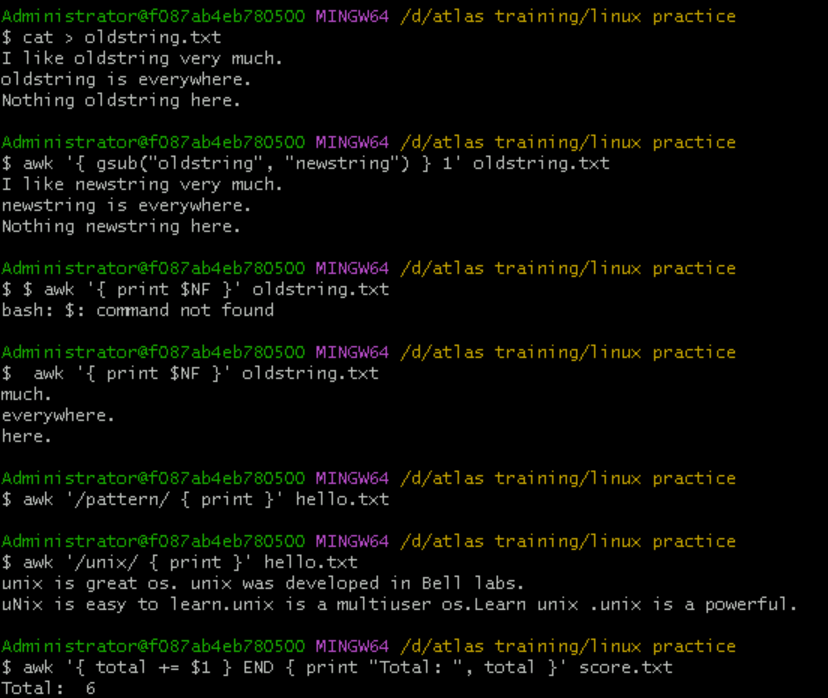 Administrator@f087ab4eb780500 MINGW64 /d/atlas training/linux practice
$ cat > oldstring.txt
I like oldstring very much.
oldstring is everywhere.
Nothing oldstring here.
Administrator@f087ab4eb780500 MINGW64 /d/atlas training/linux practice
$ awk '{ gsub("oldstring", "newstring") } 1' oldstring.txt
I like newstring very much.
newstring is everywhere.
Nothing newstring here.
Administrator@f087ab4eb780500 MINGW64 /d/atlas training/linux practice
$ $ awk '{ print $NF }' oldstring.txt
bash: $: command not found
Administrator@f087ab4eb780500 MINGW64 /d/atlas training/linux practice
$  awk '{ print $NF }' oldstring.txt
much.
everywhere.
here.
Administrator@f087ab4eb780500 MINGW64 /d/atlas training/linux practice
$ awk '/pattern/ { print }' hello.txt
Administrator@f087ab4eb780500 MINGW64 /d/atlas training/linux practice
$ awk '/unix/ { print }' hello.txt
unix is great os. unix was developed in Bell labs.
uNix is easy to learn.unix is a multiuser os.Learn unix .unix is a powerful.
Administrator@f087ab4eb780500 MINGW64 /d/atlas training/linux practice
$ awk '{ total += $1 } END { print "Total: ", total }' score.txt
Total:  6